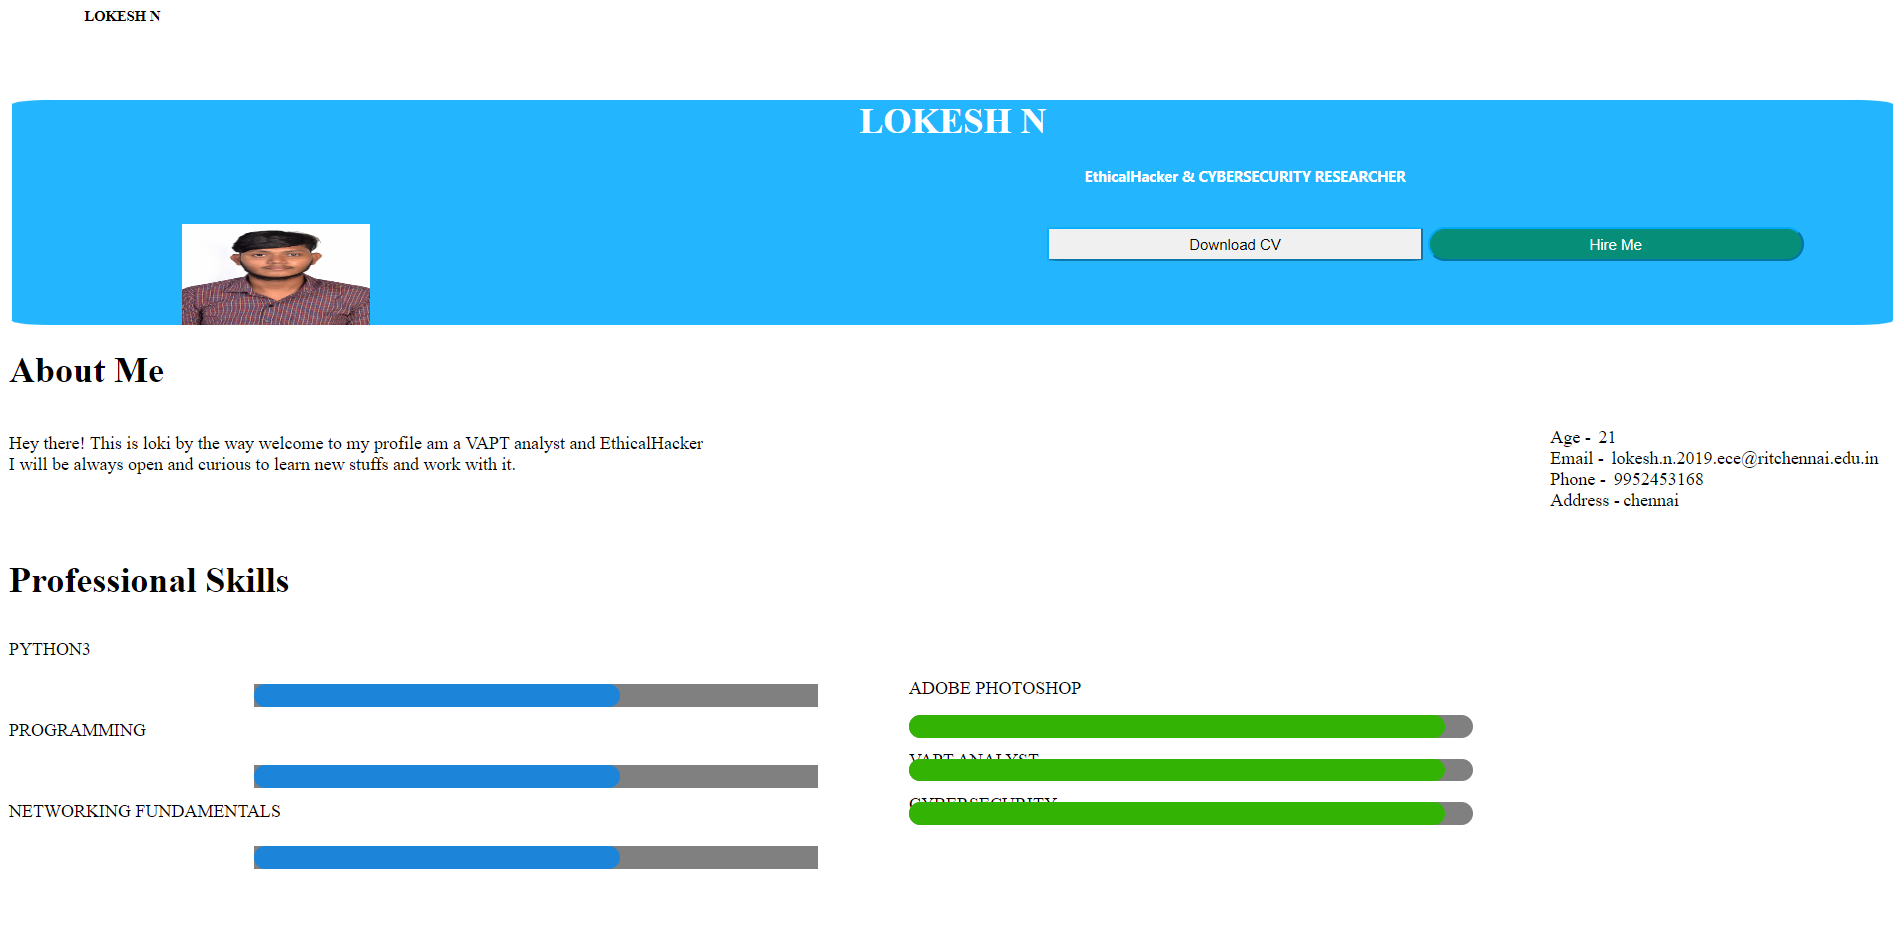 LOKESH N
LOKESH N
EthicalHacker & CYBERSECURITY RESEARCHER
Download CV
Hire Me
About Me
Hey there! This is loki by the way welcome to my profile am a VAPT analyst and EthicalHacker
I will be always open and curious to learn new stuffs and work with it.
Age - 21
Email - lokesh.n.2019.ece@ritchennai.edu.in
Phone - 9952453168
Address - chennai
Professional Skills
PYTHON3
PROGRAMMING
NETWORKING FUNDAMENTALS
ADOBE PHOTOSHOP
VAPT ANALYST
CYBERSECURITY